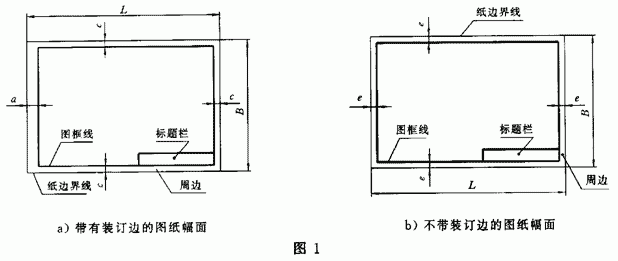 L
c
a
c
B
图框线
标题栏
纸边界线
c
周边
a）带有装订边的图纸幅面
纸边界线
e
e
e
B
图框线
标题栏
e
L
周边
b）不带装订边的图纸幅面
图 1